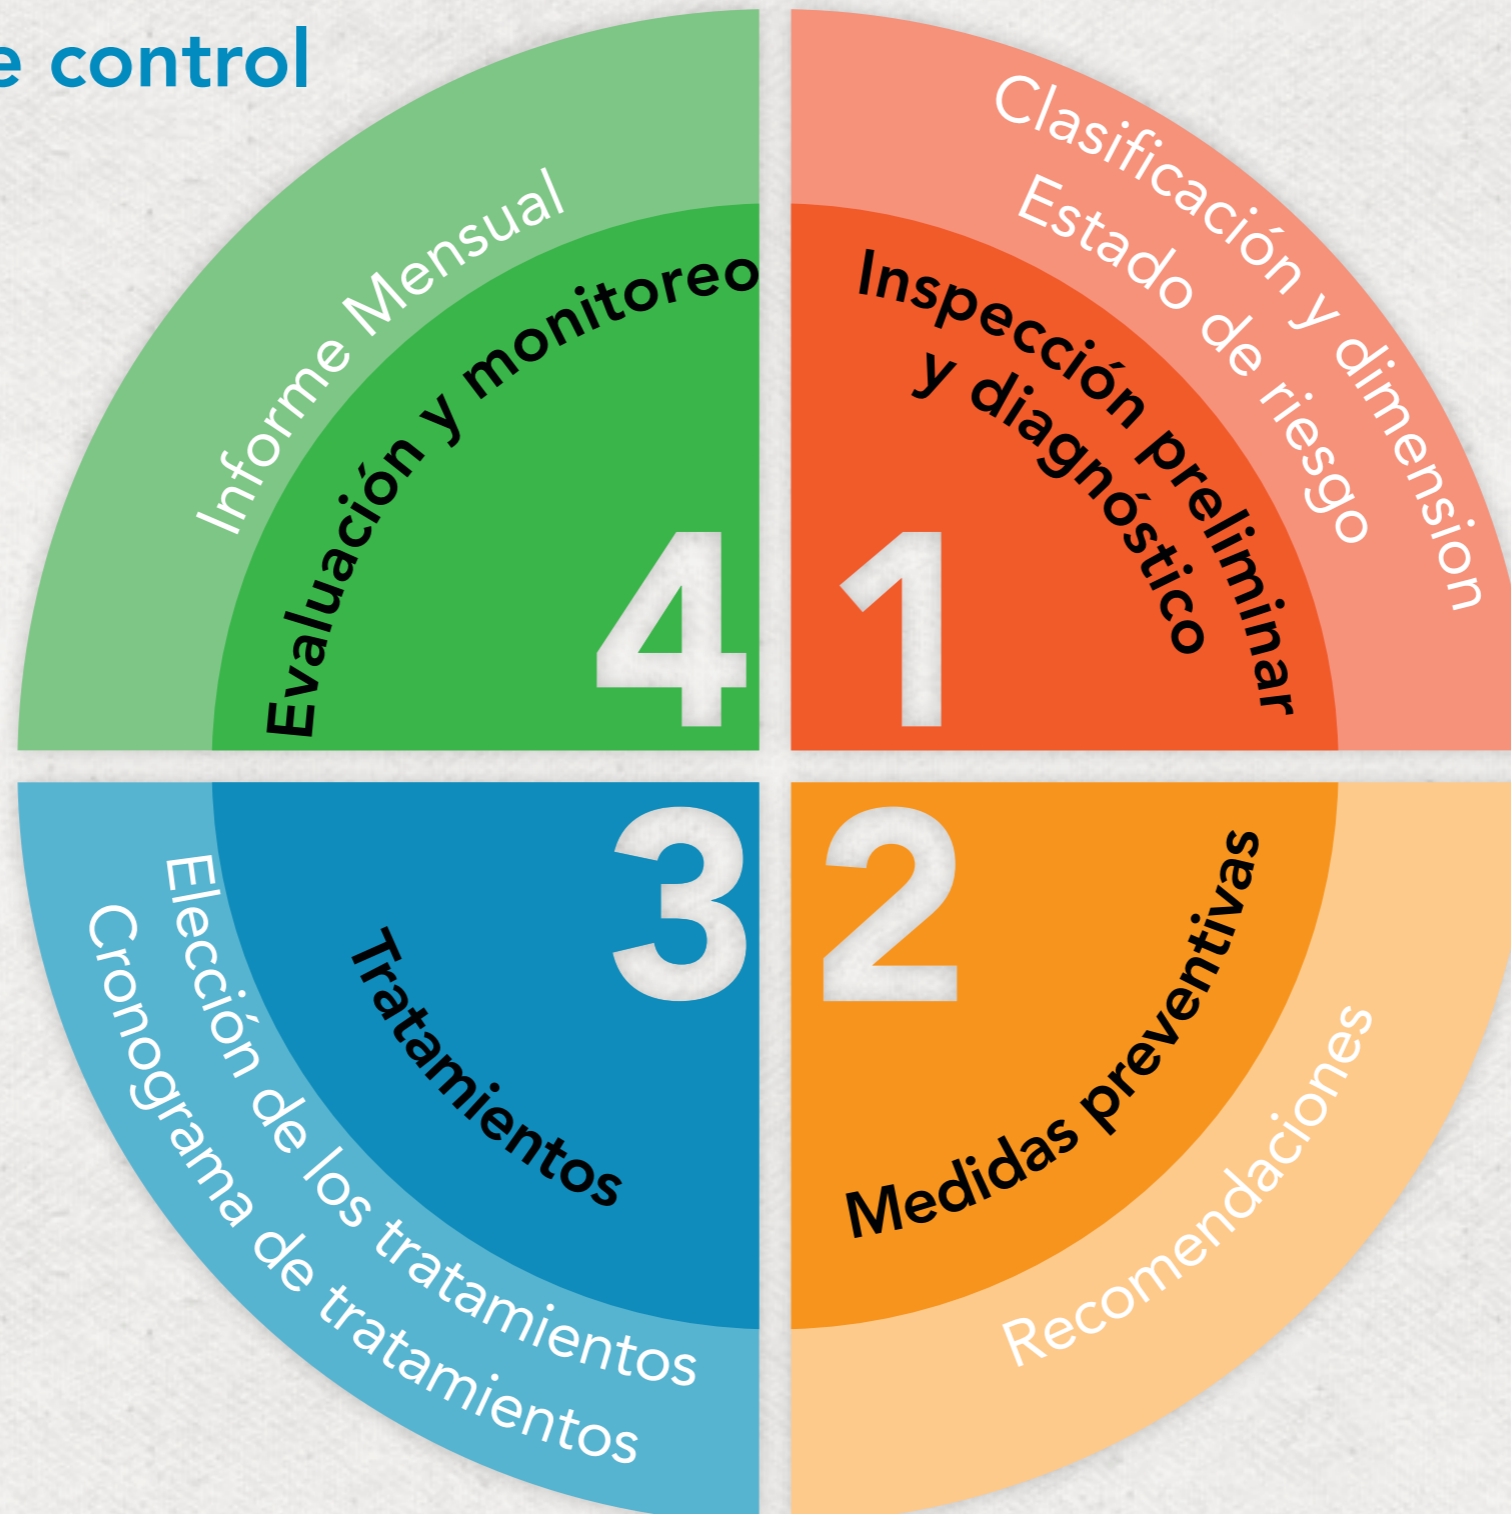 e control
Clasificación y dimension
Estado de riesgo
Inspección preliminar
y diagnóstico
1
2
Medidas preventivas
Recomendaciones
3
Tratamientos
Elección de los tratamientos
Cronograma de tratamientos
4
Evaluación y monitoreo
Informe Mensual